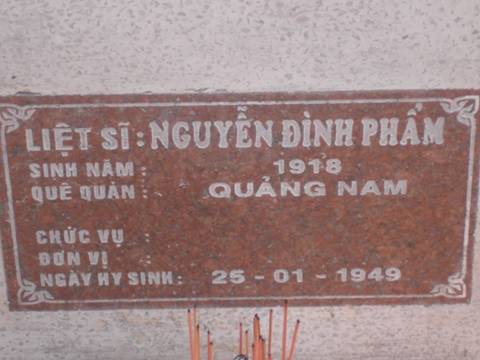 LIỆT SĨ: NGUYỄN ĐÌNH PHẨM
SINH NĂM: 1918
QUÊ QUÁN: QUẢNG NAM
CHỨC VỤ :
ĐƠN VỊ :
NGÀY HY SINH: 25 - 01 - 1949